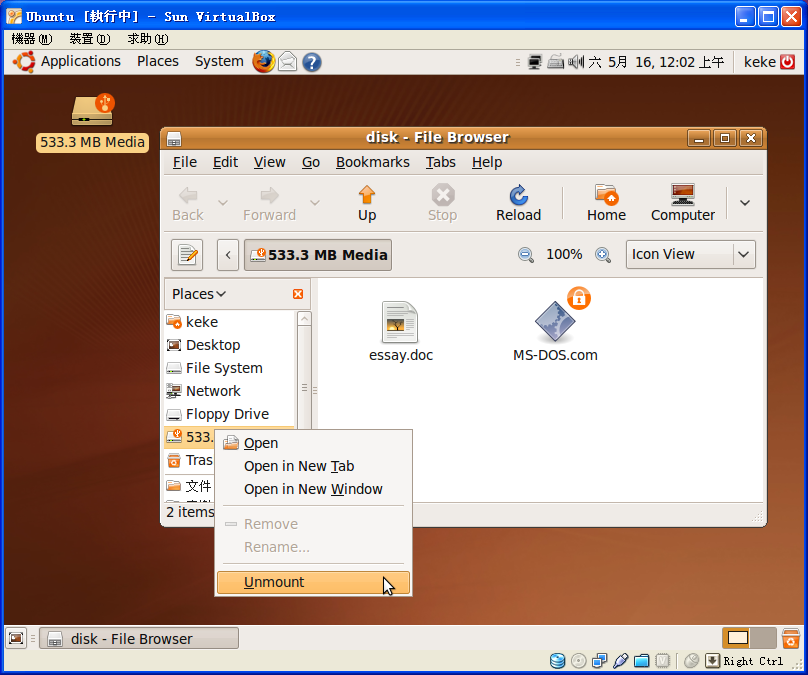 Ubuntu [執行中] - Sun VirtualBox
機器(M) 裝置(D) 求助(H)
Applications Places System 六 5月 16, 12:02 上午 keke
533.3 MB Media
disk - File Browser
File Edit View Go Bookmarks Tabs Help
Back Forward Up Stop Reload Home Computer
533.3 MB Media 100% Icon View
Places
keke
Desktop
File System
Network
Floppy Drive
533.
Tras
文件
essay.doc MS-DOS.com
2 items
Open
Open in New Tab
Open in New Window
Remove
Rename...
Unmount
disk - File Browser
Right Ctrl